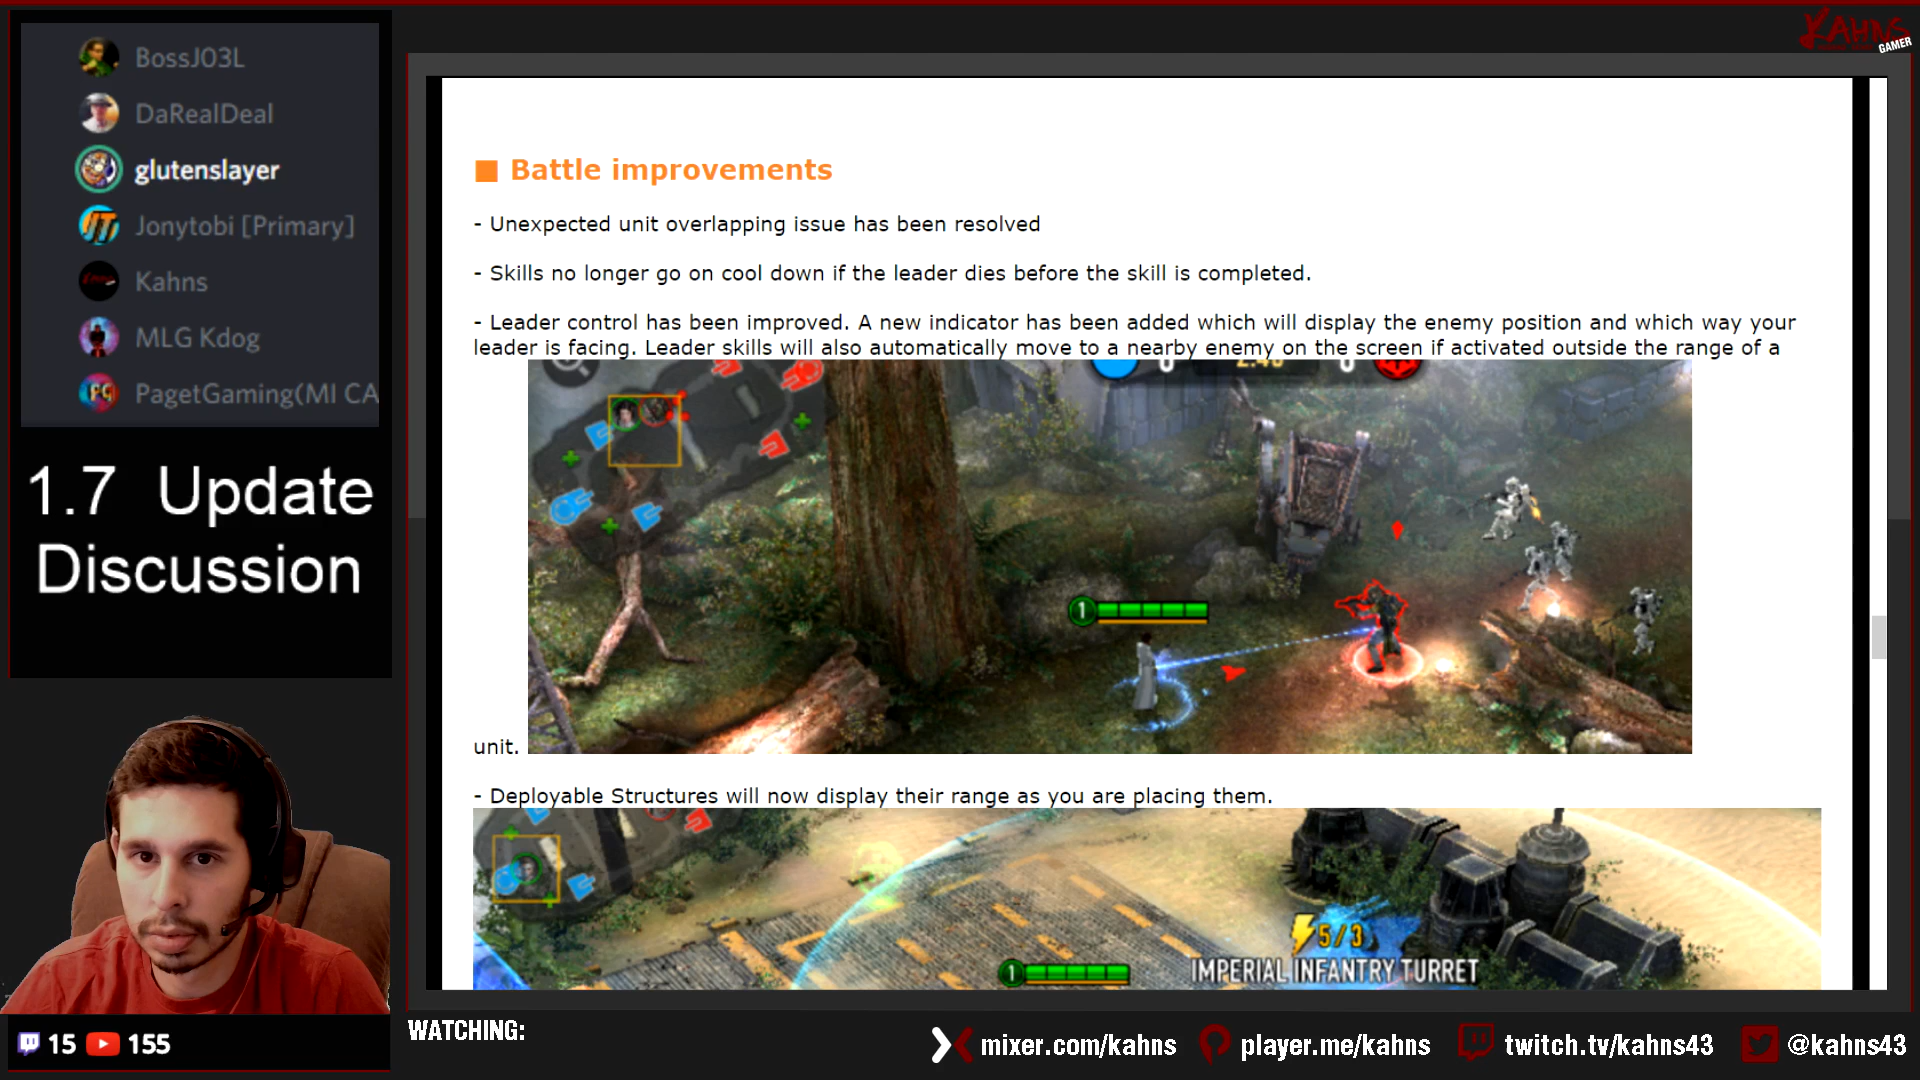 BossJ03L
DaRealDeal
glutenslayer
Jonytobi [Primary]
Kahns
MLG Kdog
PagetGaming(MI CA
1.7 Update
Discussion
15 155
KAHNS
GAMER
■ Battle improvements
- Unexpected unit overlapping issue has been resolved
- Skills no longer go on cool down if the leader dies before the skill is completed.
- Leader control has been improved. A new indicator has been added which will display the enemy position and which way your
leader is facing. Leader skills will also automatically move to a nearby enemy on the screen if activated outside the range of a
1
unit.
- Deployable Structures will now display their range as you are placing them.
5/3
1
IMPERIAL INFANTRY TURRET
WATCHING:
mixer.com/kahns
player.me/kahns
twitch.tv/kahns43
@kahns43